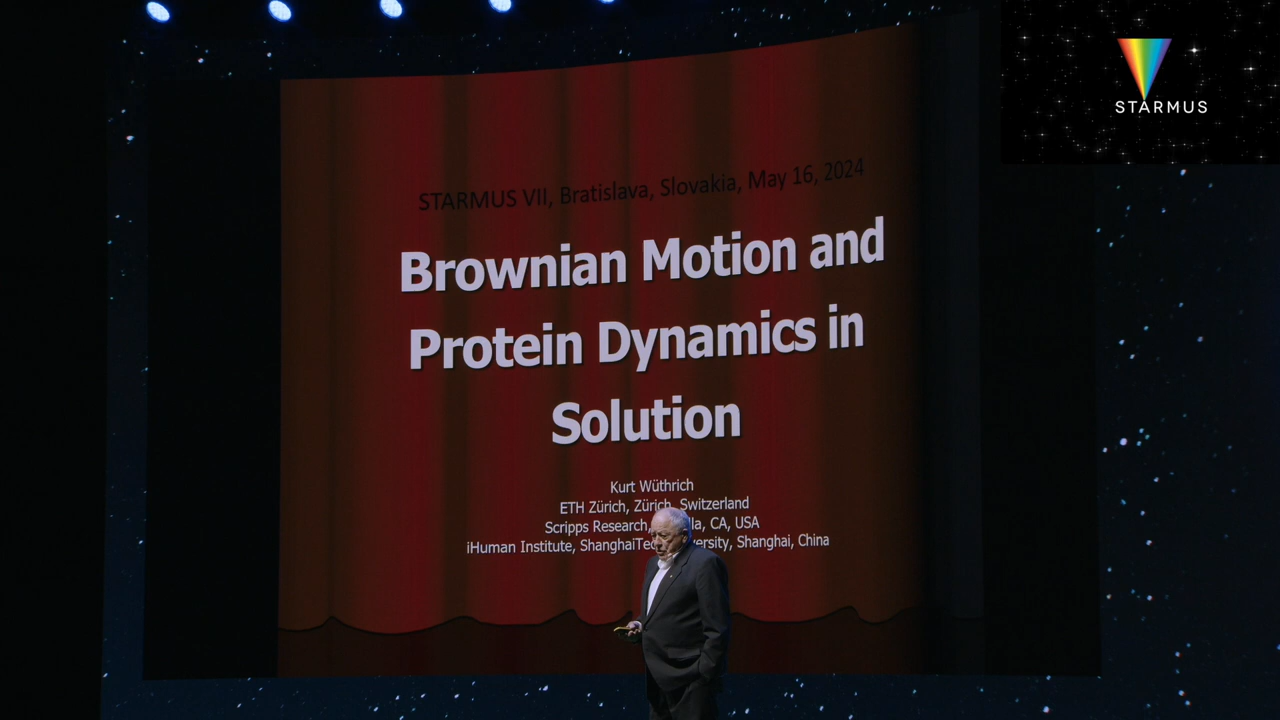 STARMUS
STARMUS VII, Bratislava, Slovakia, May 16, 2024
Brownian Motion and
Protein Dynamics in
Solution
Kurt Wüthrich
ETH Zürich, Zürich, Switzerland
Scripps Research, CA, USA
iHuman Institute, Shanghai, China